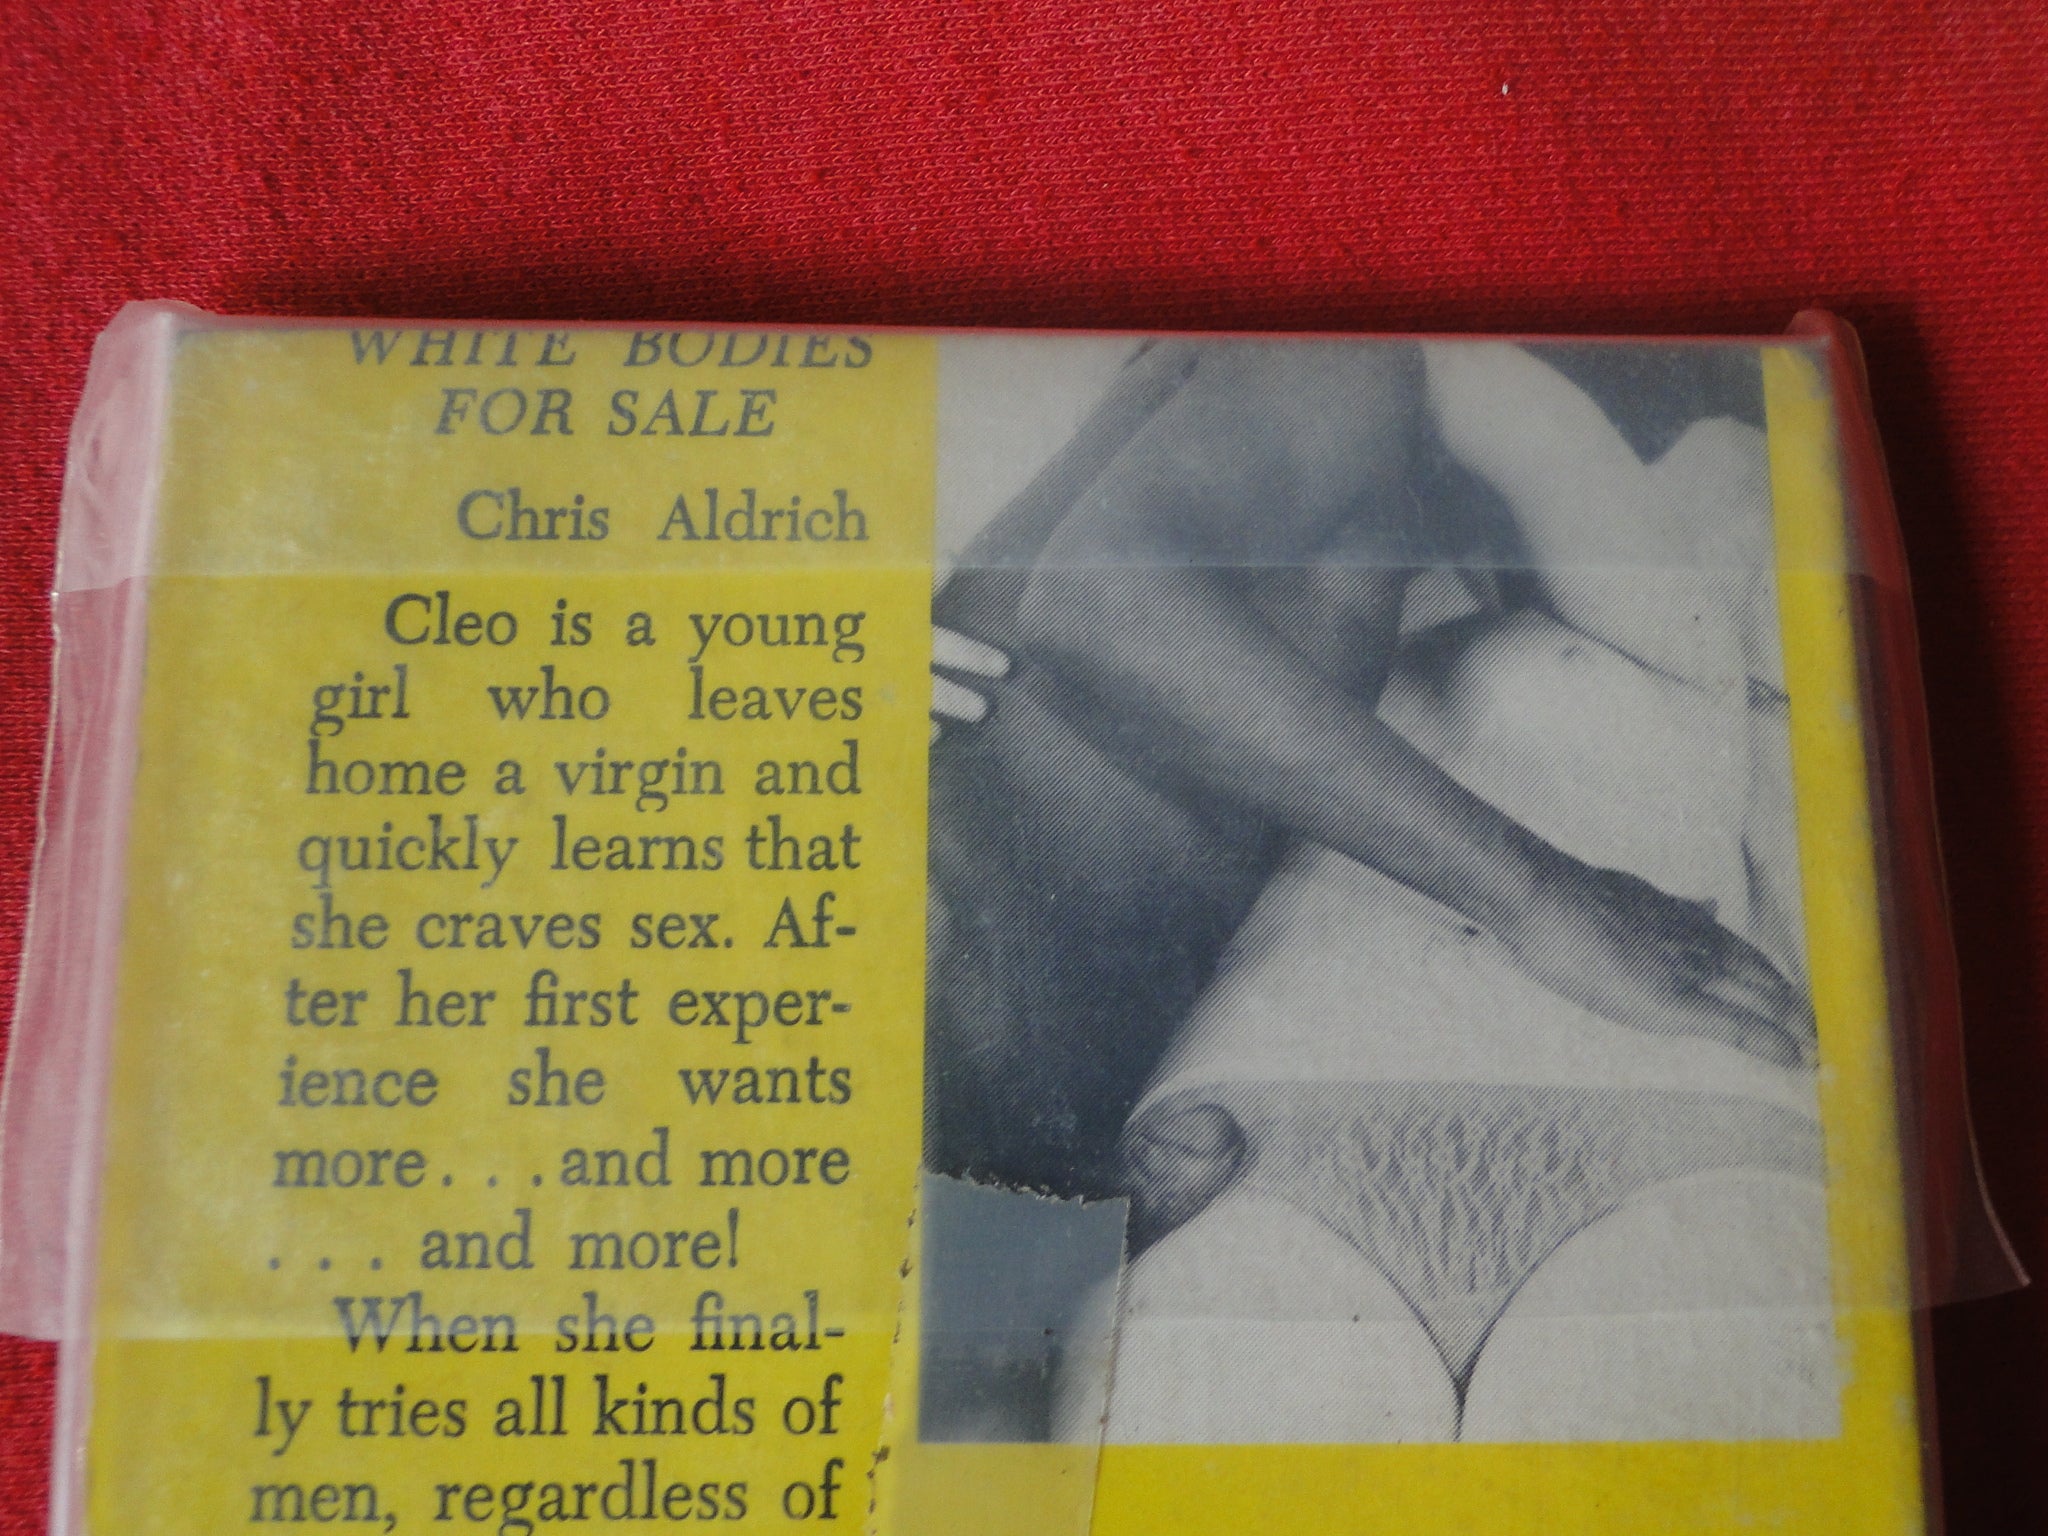 WHITE BODIES
FOR SALE
Chris Aldrich
Cleo is a young
girl who leaves
home a virgin and
quickly learns that
she craves sex. Af-
ter her first exper-
ience she wants
more. . .and more
. . . and more!
When she final-
ly tries all kinds of
men, regardless of